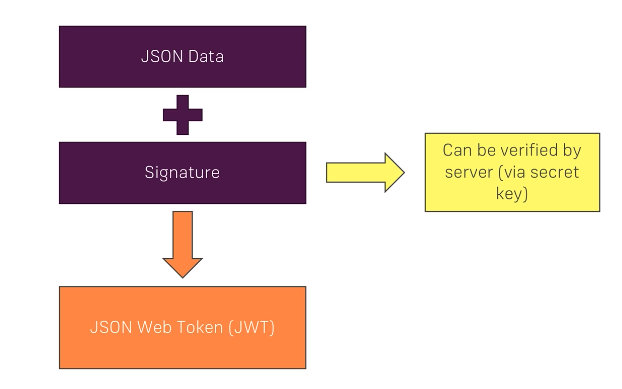 JSON Data
Signature
Can be verified by
server (via secret
key)
JSON Web Token (JWT)